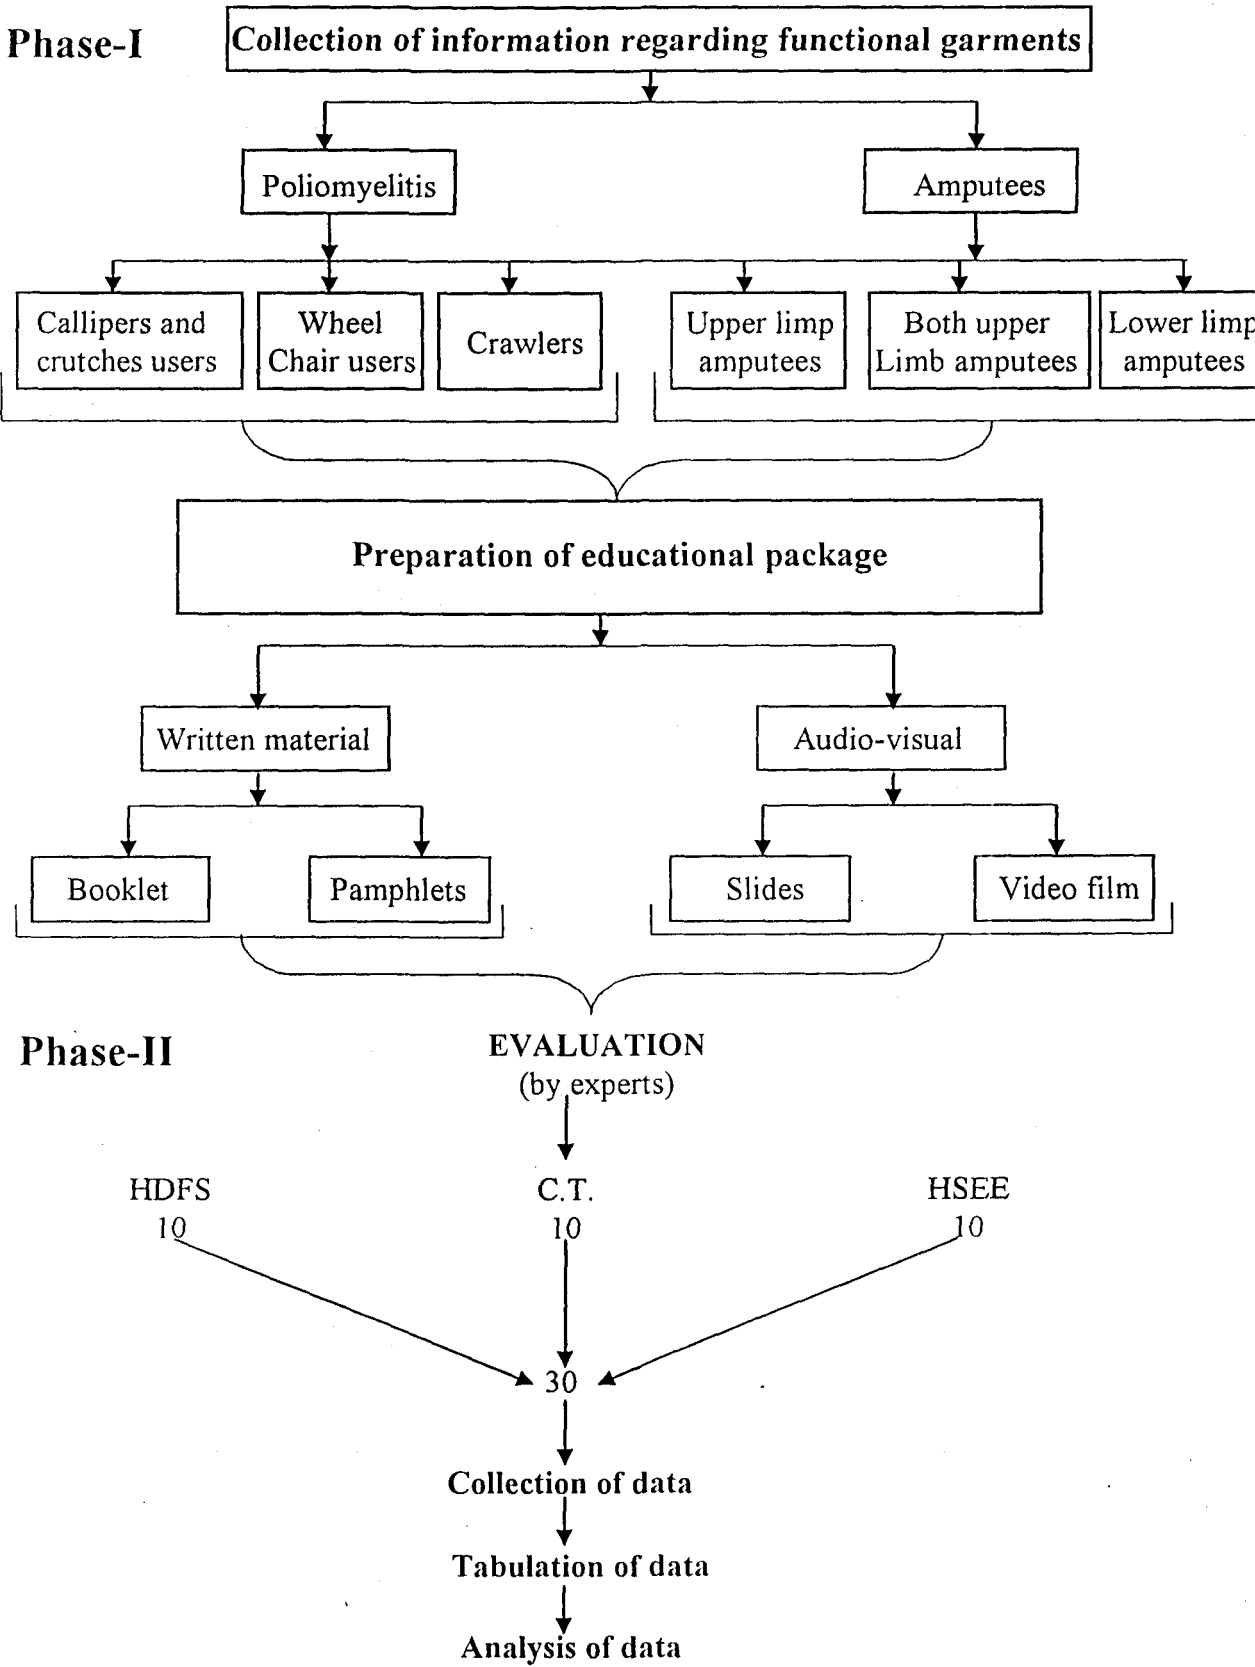 Phase-I
Collection of information regarding functional garments
Poliomyelitis
Amputees
Callipers and
crutches users
Wheel
Chair users
Crawlers
Upper limp
amputees
Both upper
Limb amputees
Lower limp
amputees
Preparation of educational package
Written material
Audio-visual
Booklet
Pamphlets
Slides
Video film
Phase-II
EVALUATION
(by experts)
HDFS
10
C.T.
10
HSEE
10
30
Collection of data
Tabulation of data
Analysis of data